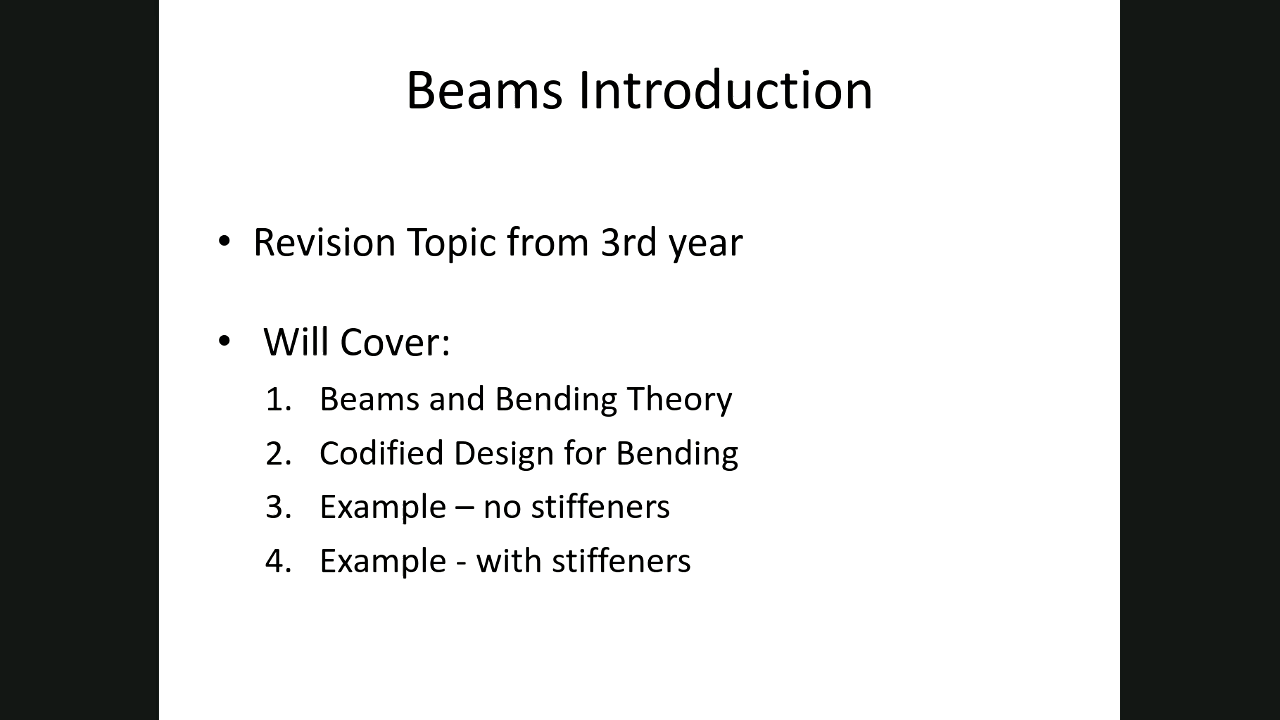 Beams Introduction
• Revision Topic from 3rd year
• Will Cover:
1. Beams and Bending Theory
2. Codified Design for Bending
3. Example – no stiffeners
4. Example - with stiffeners